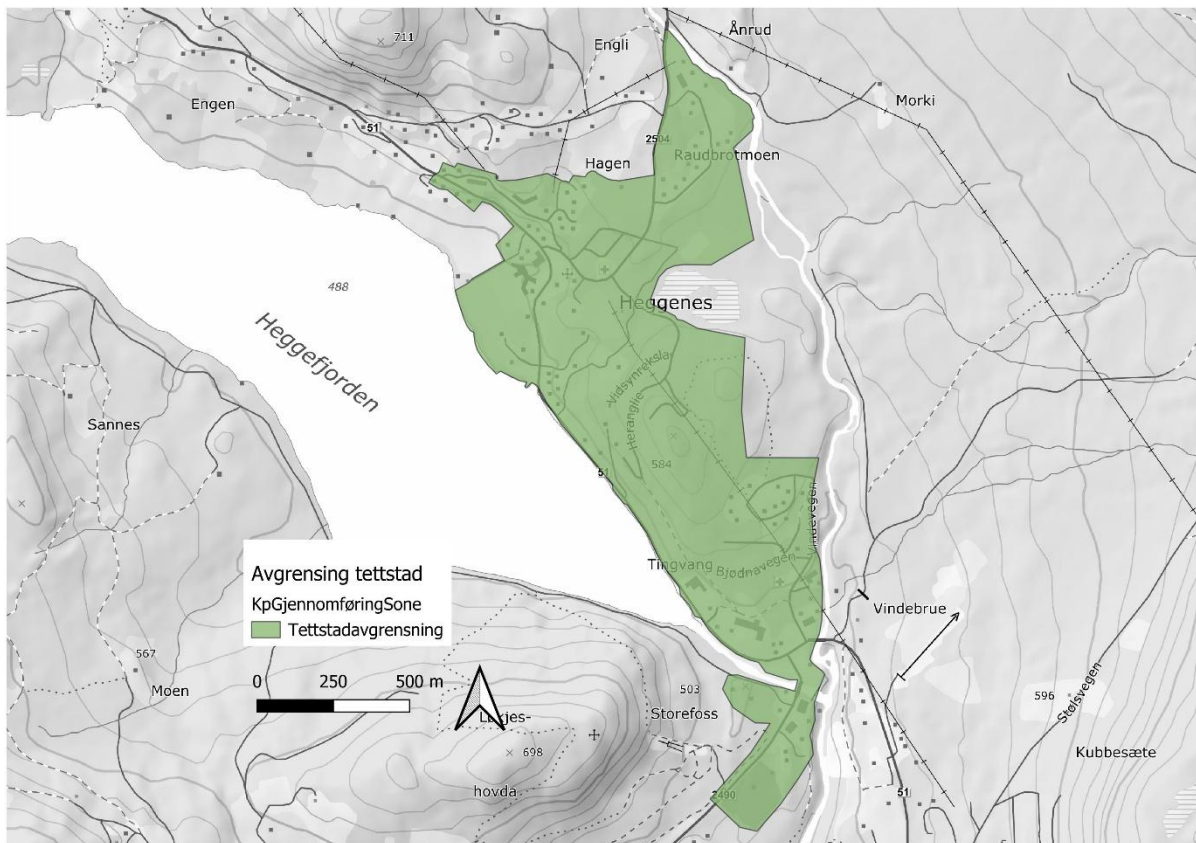 711
Engli
Ånrud
Engen
51
Morki
2504
Hagen
Raudbrotmoen
488
Heggenes
Heggefjorden
Vidsynreksla
Heranglie
Sannes
584
51
Vindevegen
Tingvang
Bjødnavegen
Avgrensing tettstad
KpGjennomføringSone
Tettstadavgrensning
Vindebrue
567
Moen
0 250 500 m
503
Storefoss
596
Stølsvegen
Kubbesæte
698
hovda
2490
51